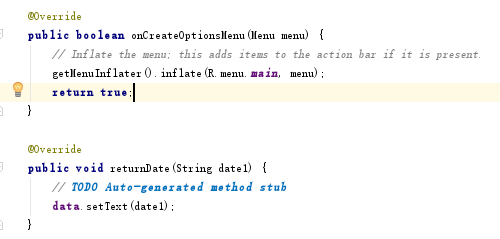 @Override
public boolean onCreateOptionsMenu(Menu menu) {
// Inflate the menu; this adds items to the action bar if it is present.
getMenuInflater().inflate(R.menu.main, menu);
return true;
}
@Override
public void returnDate(String date1) {
// TODO Auto-generated method stub
data.setText(date1);
}